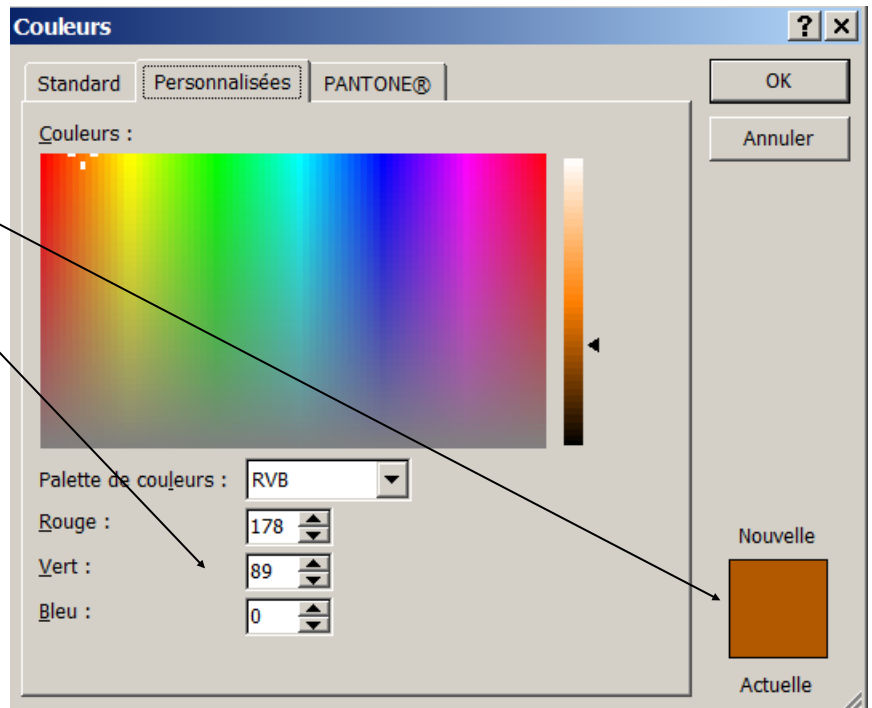 Couleurs
Standard Personnalisées PANTONE®
OK
Annuler
Couleurs :
Palette de couleurs : RVB
Rouge : 178
Vert : 89
Bleu : 0
Nouvelle
Actuelle